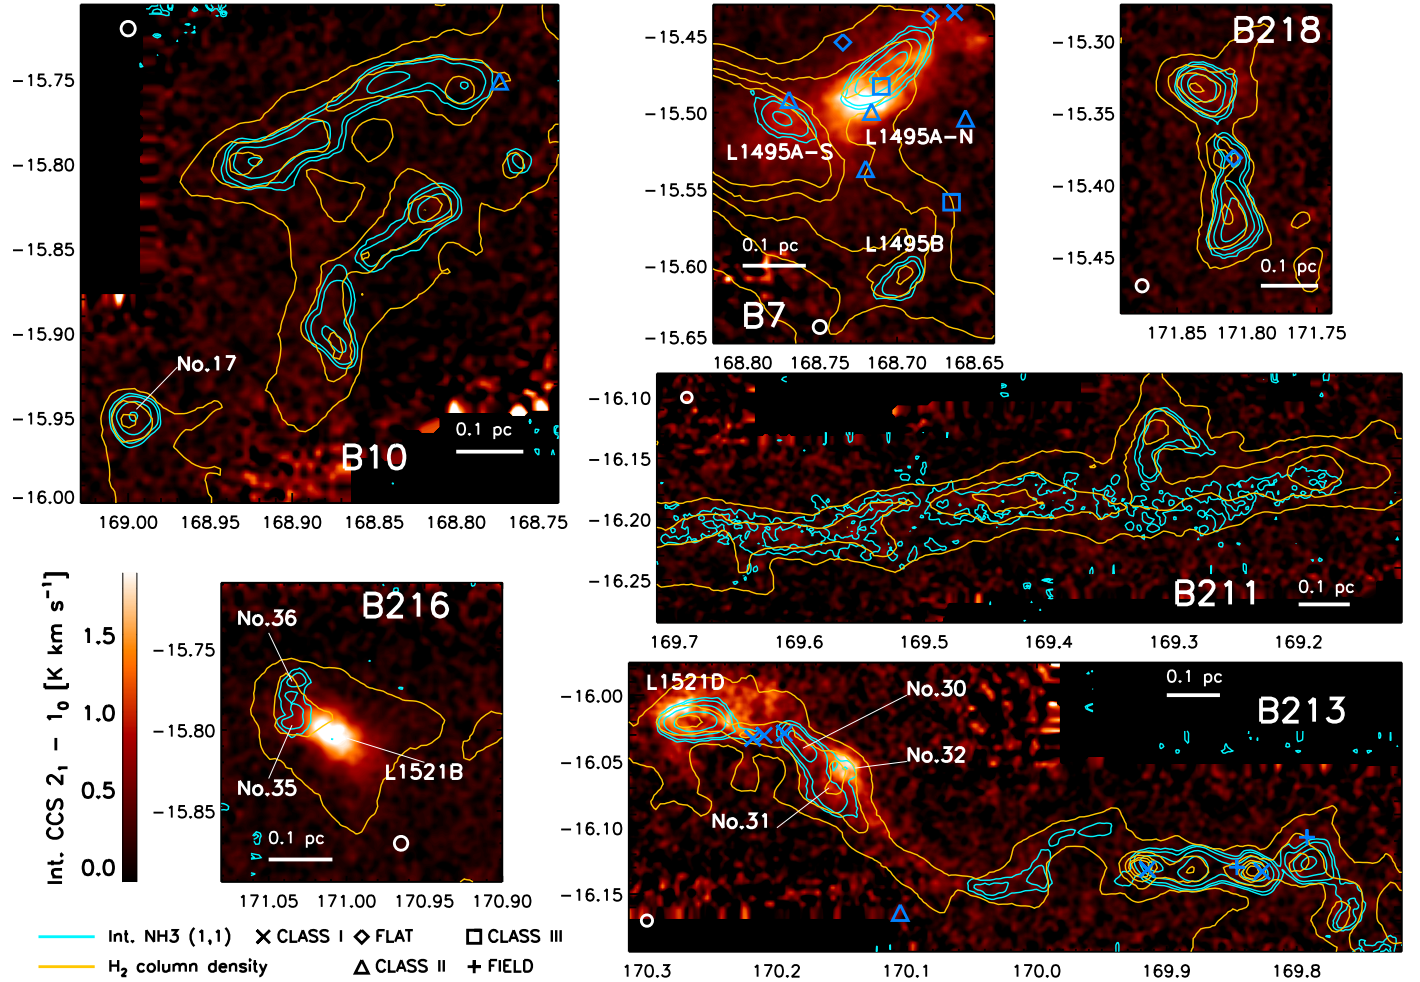 B10
No.17
0.1 pc
−15.75
−15.80
−15.85
−15.90
−15.95
−16.00
169.00 168.95 168.90 168.85 168.80 168.75
L1495A−S
L1495A−N
L1495B
0.1 pc
B7
−15.45
−15.50
−15.55
−15.60
−15.65
168.80 168.75 168.70 168.65
B218
0.1 pc
−15.30
−15.35
−15.40
−15.45
171.85 171.80 171.75
B211
0.1 pc
−16.10
−16.15
−16.20
−16.25
169.7 169.6 169.5 169.4 169.3 169.2
Int. CCS 2₁ − 1₀ [K km s⁻¹]
1.5
1.0
0.5
0.0
B216
No.36
No.35
L1521B
0.1 pc
−15.75
−15.80
−15.85
171.05 171.00 170.95 170.90
L1521D
No.30
No.32
No.31
0.1 pc
B213
−16.00
−16.05
−16.10
−16.15
170.3 170.2 170.1 170.0 169.9 169.8
Int. NH3 (1,1) CLASS I FLAT CLASS III
H₂ column density CLASS II FIELD